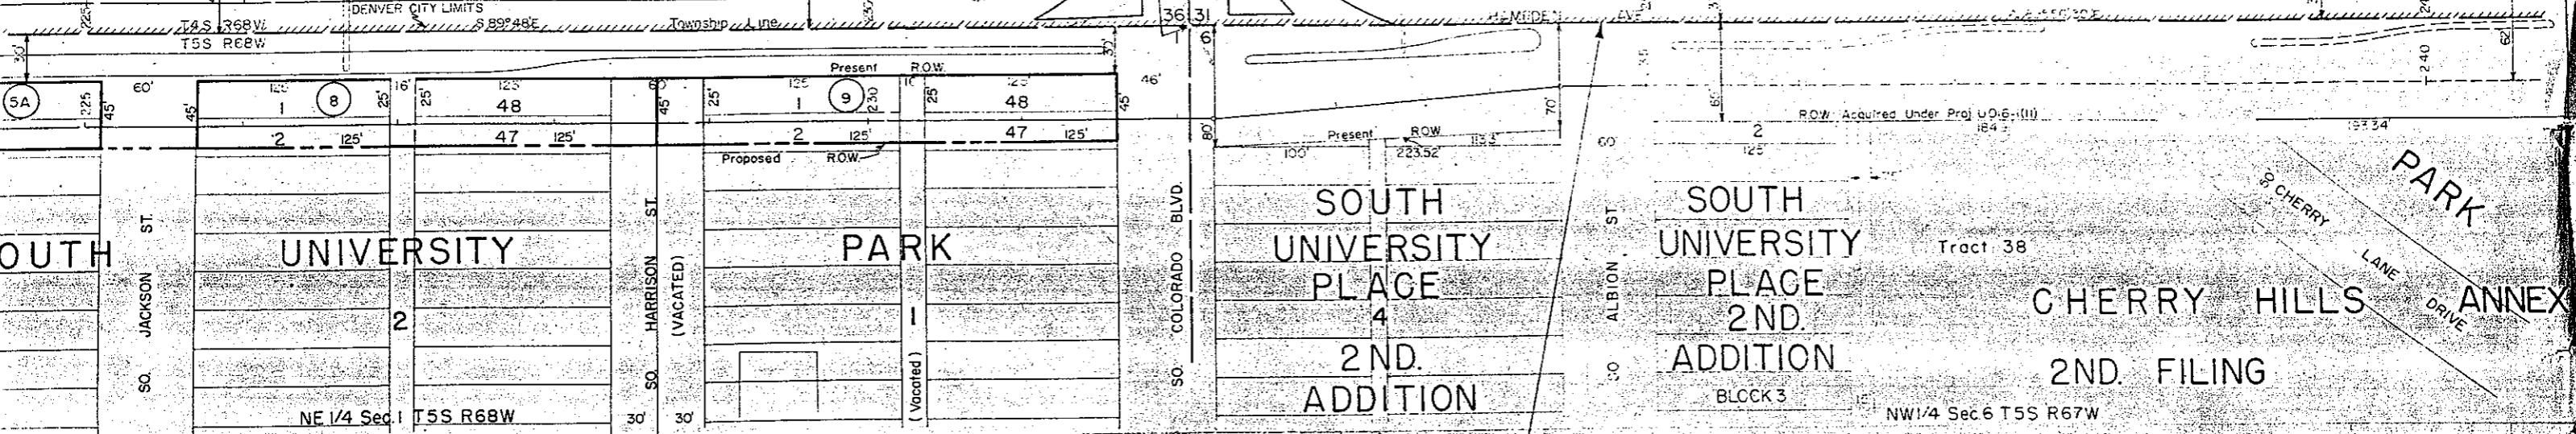 DENVER CITY LIMITS
T4S R68W
S 89°48'E
Township Line
36 31
HAMPDEN AVE
T5S R68W
6
30'
Present R.O.W.
46'
240
62
5A
225
45'
60'
45'
125'
1
8
25'
16'
25'
125'
48
60'
45'
25'
125
1
9
230
25'
48
45'
80'
70'
65
R.O.W. Acquired Under Proj
193.34'
2
125'
47
125'
2
125'
47
125'
Present ROW
113.5'
60'
2
125'
Proposed R.O.W.
100'
223.52'
SO. JACKSON ST.
SO. HARRISON ST.
(VACATED)
SO. COLORADO BLVD.
SO ALBION ST
SO. CHERRY LANE DRIVE
OUTH UNIVERSITY PARK
2
1
(Vacated)
SOUTH
UNIVERSITY
PLACE
4
2ND.
ADDITION
SOUTH
UNIVERSITY
PLACE
2ND.
ADDITION
BLOCK 3
Tract 38
PARK
CHERRY HILLS ANNEX
2ND. FILING
NE 1/4 Sec. 1 T5S R68W
30'
30'
NW 1/4 Sec. 6 T5S R67W